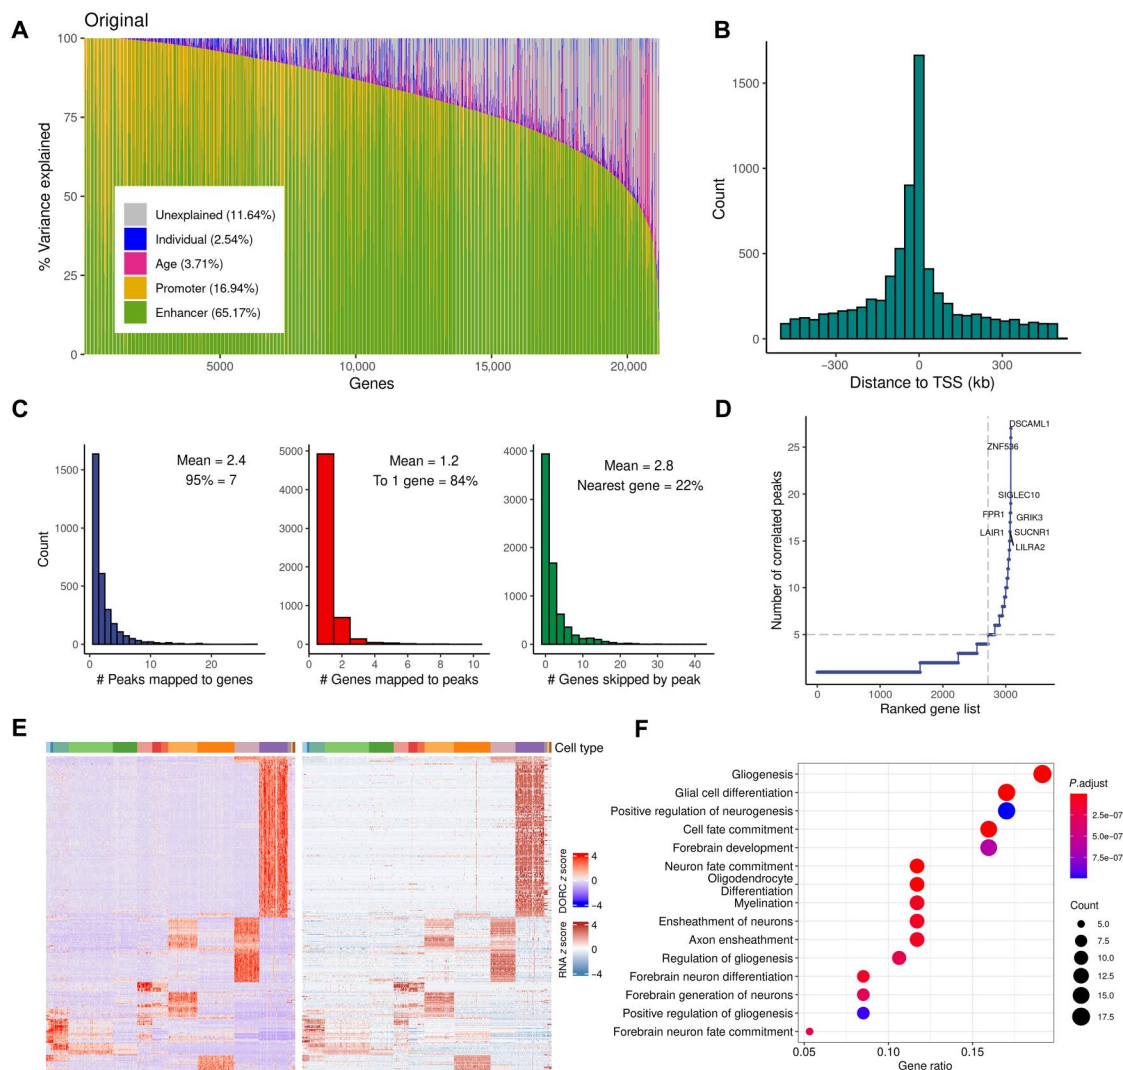 A
Original
100
75
50
25
0
% Variance explained
Unexplained (11.64%)
Individual (2.54%)
Age (3.71%)
Promoter (16.94%)
Enhancer (65.17%)
5000
10,000
15,000
20,000
Genes
B
1500
1000
500
0
Count
−300
0
300
Distance to TSS (kb)
C
Count
1500
1000
500
0
Mean = 2.4
95% = 7
0
10
20
# Peaks mapped to genes
5000
4000
3000
2000
1000
0
Mean = 1.2
To 1 gene = 84%
0
2
4
6
8
10
# Genes mapped to peaks
4000
3000
2000
1000
0
Mean = 2.8
Nearest gene = 22%
0
10
20
30
40
# Genes skipped by peak
D
Number of correlated peaks
25
20
15
10
5
DSCAML1
ZNF536
SIGLEC10
FPR1
GRIK3
LAIR1
SUCNR1
LILRA2
0
1000
2000
3000
Ranked gene list
E
Cell type
DORC z score
4
0
−4
RNA z score
4
0
−4
F
Gliogenesis
Glial cell differentiation
Positive regulation of neurogenesis
Cell fate commitment
Forebrain development
Neuron fate commitment
Oligodendrocyte
Differentiation
Myelination
Ensheathment of neurons
Axon ensheathment
Regulation of gliogenesis
Forebrain neuron differentiation
Forebrain generation of neurons
Positive regulation of gliogenesis
Forebrain neuron fate commitment
0.05
0.10
0.15
Gene ratio
P.adjust
2.5e−07
5.0e−07
7.5e−07
Count
5.0
7.5
10.0
12.5
15.0
17.5